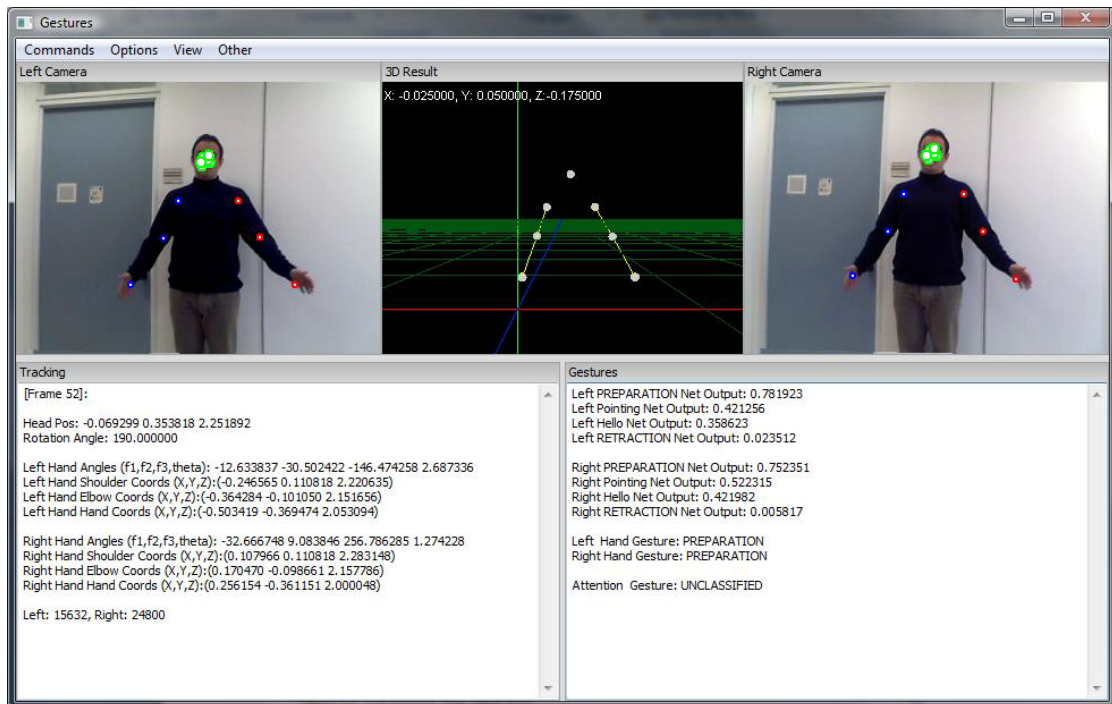 Gestures
Commands Options View Other
Left Camera
3D Result
Right Camera
X: -0.025000, Y: 0.050000, Z:-0.175000
Tracking
[Frame 52]:
Head Pos: -0.069299 0.353818 2.251892
Rotation Angle: 190.000000
Left Hand Angles (f1,f2,f3,theta): -12.633837 -30.502422 -146.474258 2.687336
Left Hand Shoulder Coords (X,Y,Z):(-0.246565 0.110818 2.220635)
Left Hand Elbow Coords (X,Y,Z):(-0.364284 -0.101050 2.151656)
Left Hand Hand Coords (X,Y,Z):(-0.503419 -0.369474 2.053094)
Right Hand Angles (f1,f2,f3,theta): -32.666748 9.083846 256.786285 1.274228
Right Hand Shoulder Coords (X,Y,Z):(0.107966 0.110818 2.283148)
Right Hand Elbow Coords (X,Y,Z):(0.170470 -0.098661 2.157786)
Right Hand Hand Coords (X,Y,Z):(0.256154 -0.361151 2.000048)
Left: 15632, Right: 24800
Gestures
Left PREPARATION Net Output: 0.781923
Left Pointing Net Output: 0.421256
Left Hello Net Output: 0.358623
Left RETRACTION Net Output: 0.023512
Right PREPARATION Net Output: 0.752351
Right Pointing Net Output: 0.522315
Right Hello Net Output: 0.421982
Right RETRACTION Net Output: 0.005817
Left Hand Gesture: PREPARATION
Right Hand Gesture: PREPARATION
Attention Gesture: UNCLASSIFIED